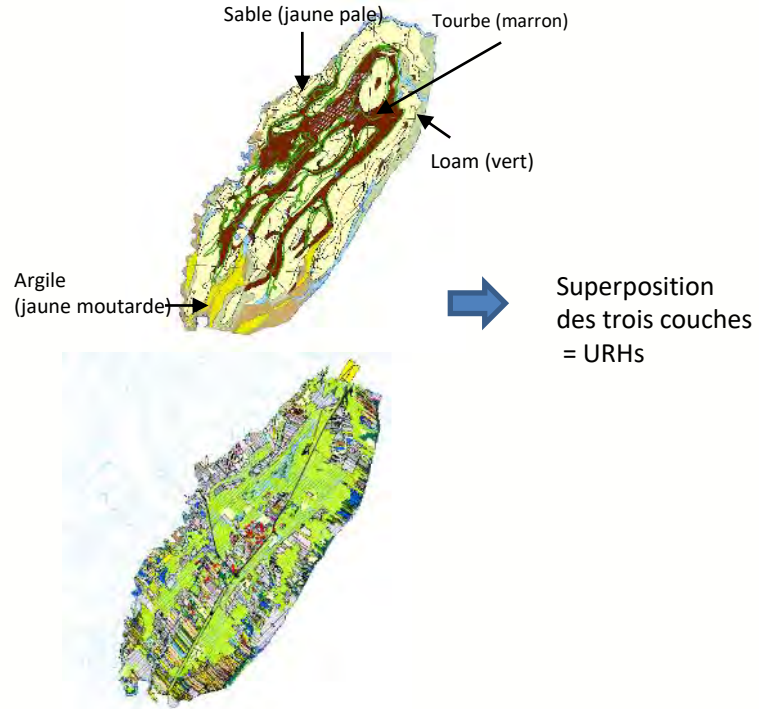 Sable (jaune pale)
Tourbe (marron)
Loam (vert)
Argile
(jaune moutarde)
Superposition
des trois couches
= URHs